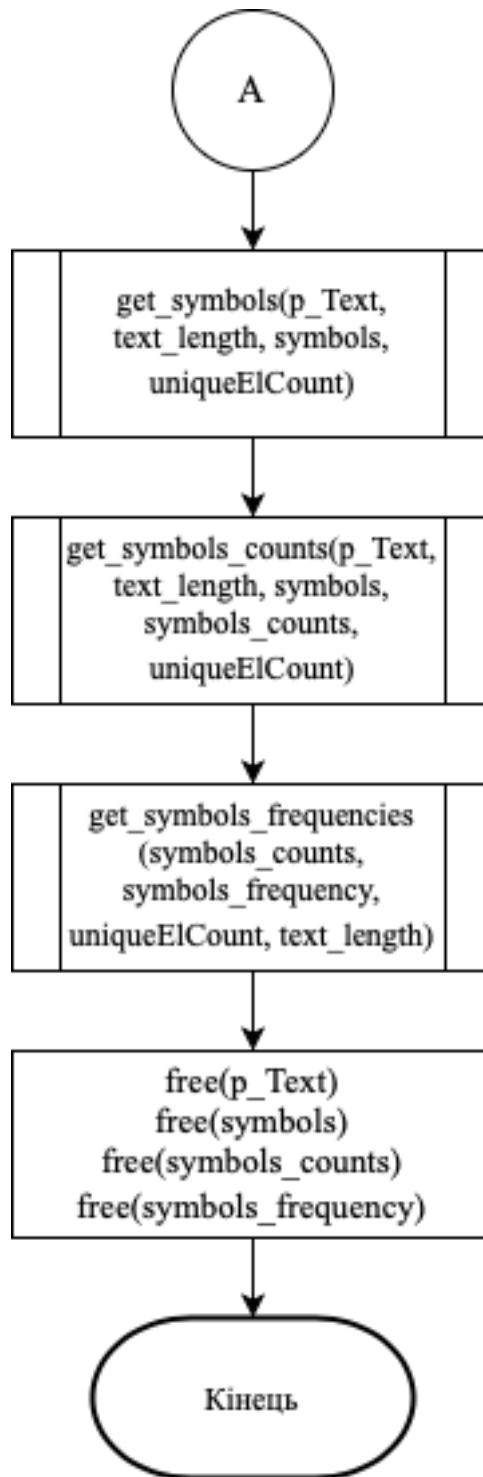 A
get_symbols(p_Text,
text_length, symbols,
uniqueElCount)
get_symbols_counts(p_Text,
text_length, symbols,
symbols_counts,
uniqueElCount)
get_symbols_frequencies
(symbols_counts,
symbols_frequency,
uniqueElCount, text_length)
free(p_Text)
free(symbols)
free(symbols_counts)
free(symbols_frequency)
Кінець